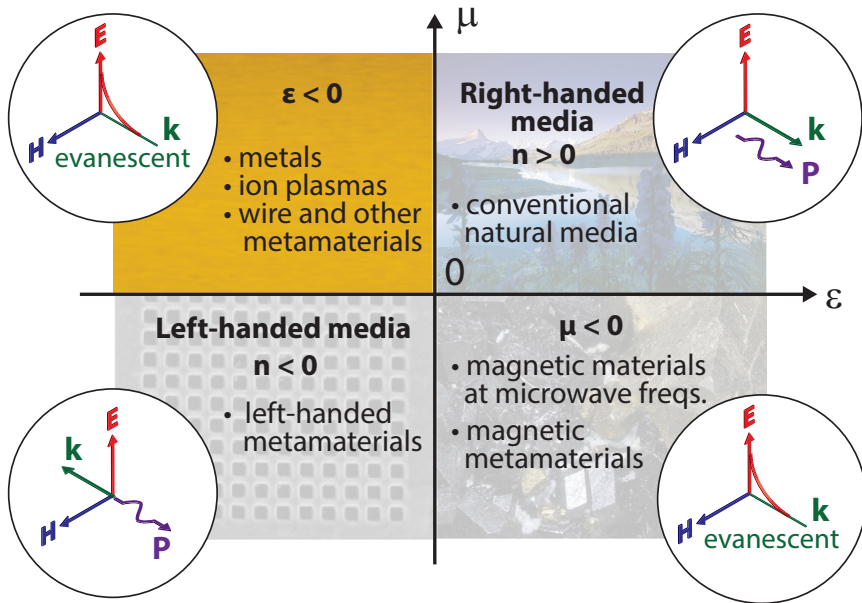 μ
E
H
k
evanescent
ε < 0
• metals
• ion plasmas
• wire and other
metamaterials
Right-handed
media
n > 0
• conventional
natural media
E
H
k
P
0
ε
Left-handed media
n < 0
• left-handed
metamaterials
E
k
H
P
μ < 0
• magnetic materials
at microwave freqs.
• magnetic
metamaterials
E
H
k
evanescent